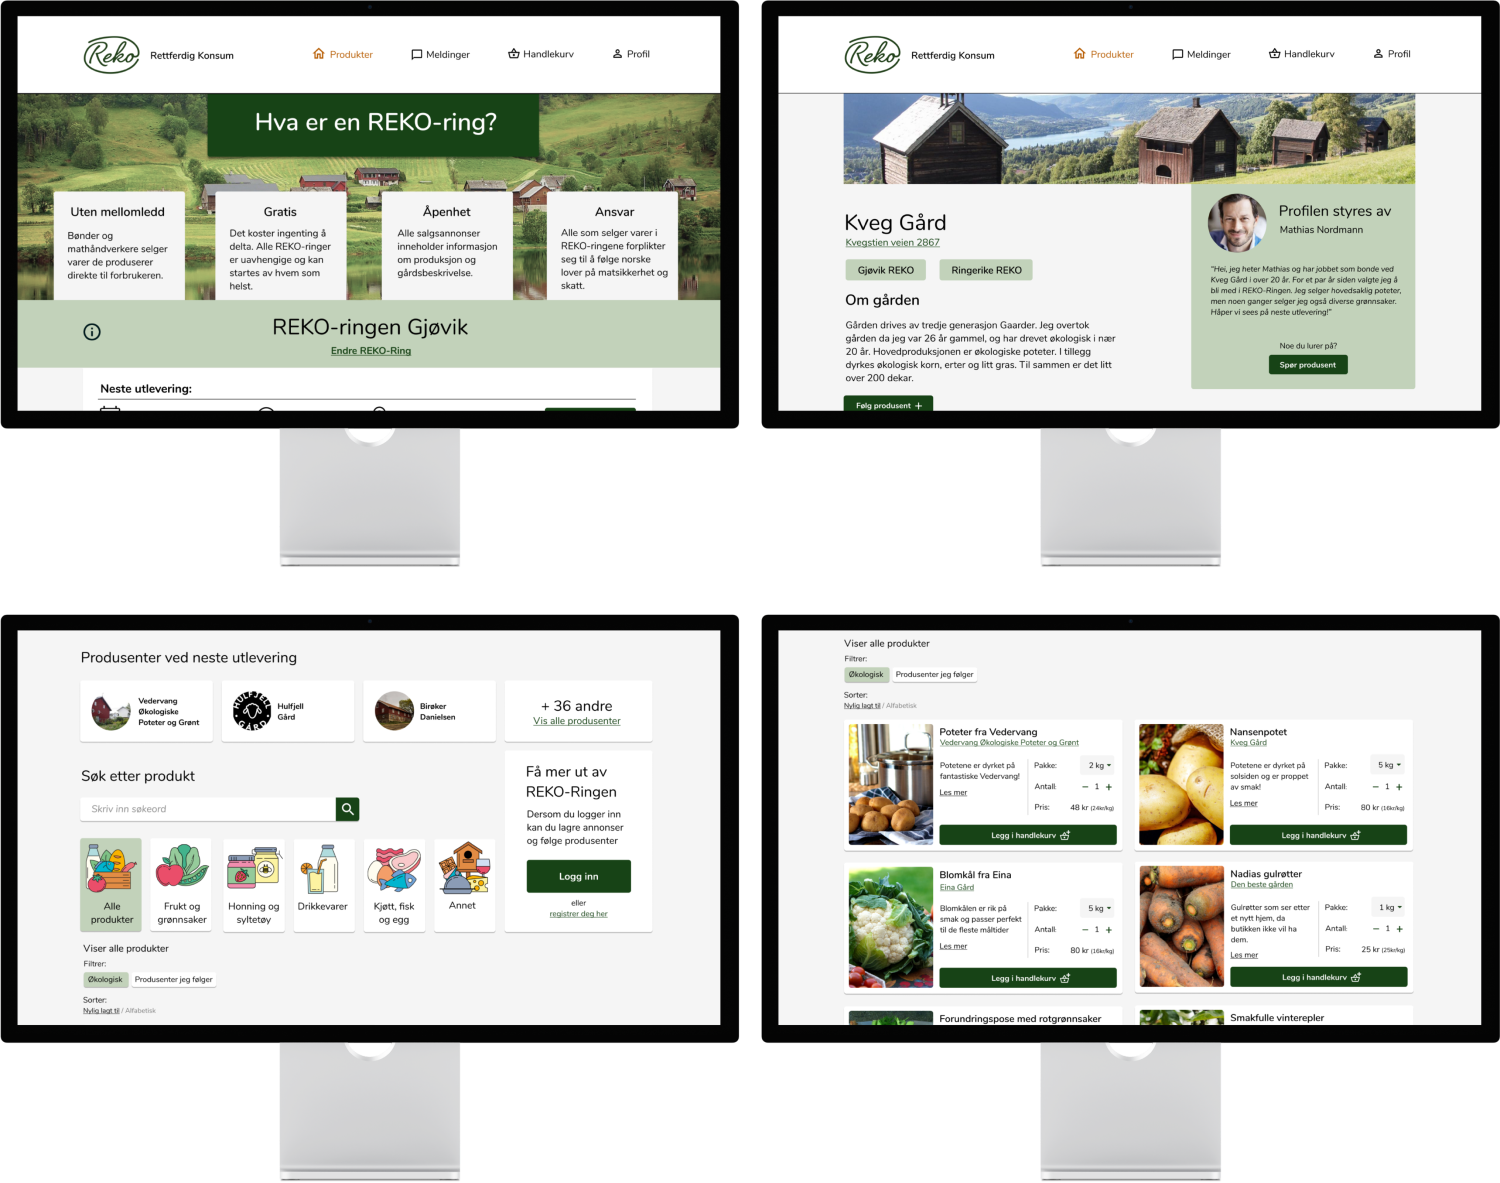 Reko
Rettferdig Konsum
Produkter
Meldinger
Handlekurv
Profil
Hva er en REKO-ring?
Uten mellomledd
Bønder og
mathåndverkere selger
varer de produserer
direkte til forbrukeren.
Gratis
Det koster ingenting å
delta. Alle REKO-ringer
er uavhengige og kan
startes av hvem som
helst.
Åpenhet
Alle salgsannonser
inneholder informasjon
om produksjon og
gårdsbeskrivelse.
Ansvar
Alle som selger varer i
REKO-ringene forplikter
seg til å følge norske
lover på matsikkerhet og
skatt.
REKO-ringen Gjøvik
Endre REKO-Ring
Neste utlevering:
Reko
Rettferdig Konsum
Produkter
Meldinger
Handlekurv
Profil
Kveg Gård
Kvegstien veien 2867
Gjøvik REKO
Ringerike REKO
Om gården
Gården drives av tredje generasjon Gaarder. Jeg overtok
gården da jeg var 26 år gammel, og har drevet økologisk i nær
20 år. Hovedproduksjonen er økologiske poteter. I tillegg
dyrkes økologisk korn, erter og litt gras. Til sammen er det litt
over 200 dekar.
Følg produsent +
Profilen styres av
Mathias Nordmann
"Hei, jeg heter Mathias og har jobbet som bonde ved
Kveg Gård i over 20 år. For et par år siden valgte jeg å
bli med i REKO-Ringen. Jeg selger hovedsaklig poteter,
men noen ganger selger jeg også diverse grønnsaker.
Håper vi sees på neste utlevering!"
Noe du lurer på?
Spør produsent
Produsenter ved neste utlevering
Vedervang
Økologiske
Poteter og Grønt
HULFJELL
GÅRD
Hulfjell
Gård
Birøker
Danielsen
+ 36 andre
Vis alle produsenter
Søk etter produkt
Skriv inn søkeord
Få mer ut av
REKO-Ringen
Dersom du logger inn
kan du lagre annonser
og følge produsenter
Logg inn
eller
registrer deg her
Alle
produkter
Frukt og
grønnsaker
Honning og
syltetøy
Drikkevarer
Kjøtt, fisk
og egg
Annet
Viser alle produkter
Filtrer:
Økologisk
Produsenter jeg følger
Sorter:
Nylig lagt til / Alfabetisk
Viser alle produkter
Filtrer:
Økologisk
Produsenter jeg følger
Sorter:
Nylig lagt til / Alfabetisk
Poteter fra Vedervang
Vedervang Økologiske Poteter og Grønt
Potetene er dyrket på
fantastiske Vedervang!
Les mer
Pakke: 2 kg
Antall: – 1 +
Pris: 48 kr (24kr/kg)
Legg i handlekurv
Nansenpotet
Kveg Gård
Potetene er dyrket på
solsiden og er proppet
av smak!
Les mer
Pakke: 5 kg
Antall: – 1 +
Pris: 80 kr (16kr/kg)
Legg i handlekurv
Blomkål fra Eina
Eina Gård
Blomkålen er rik på
smak og passer perfekt
til de fleste måltider
Les mer
Pakke: 5 kg
Antall: – 1 +
Pris: 80 kr (16kr/kg)
Legg i handlekurv
Nadias gulrøtter
Den beste gården
Gulrøtter som ser etter
et nytt hjem, da
butikken ikke vil ha
dem.
Les mer
Pakke: 1 kg
Antall: – 1 +
Pris: 25 kr (25kr/kg)
Legg i handlekurv
Forundringspose med rotgrønnsaker
Smakfulle vinterepler